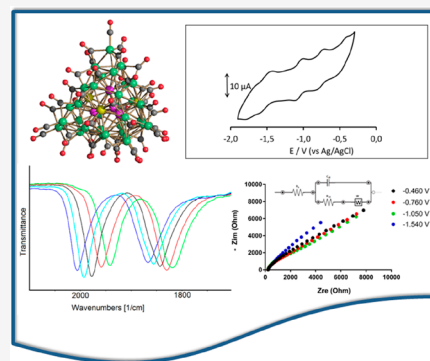 10 μA
-2,0 -1,5 -1,0 -0,5 0,0
E / V (vs Ag/AgCl)
Transmittance
2000 1800
Wavenumbers [1/cm]
- Zim (Ohm)
10000
8000
6000
4000
2000
0
0 2000 4000 6000 8000 10000
Zre (Ohm)
-0.460 V
-0.760 V
-1.050 V
-1.540 V